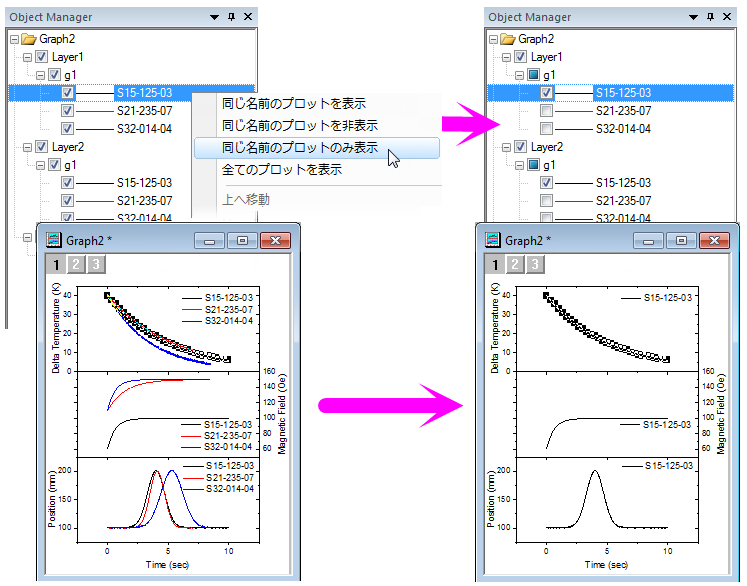 Object Manager
Graph2
Layer1
g1
S15-125-03
S21-235-07
S32-014-04
Layer2
g1
S15-125-03
S21-235-07
S32-014-04
同じ名前のプロットを表示
同じ名前のプロットを非表示
同じ名前のプロットのみ表示
全てのプロットを表示
上へ移動
Object Manager
Graph2
Layer1
g1
S15-125-03
S21-235-07
S32-014-04
Layer2
g1
S15-125-03
S21-235-07
S32-014-04
Graph2 *
1 2 3
Delta Temperature (K)
40
30
20
10
0
S15-125-03
S21-235-07
S32-014-04
160
140
120
100
80
60
Magnetic Field (Oe)
S15-125-03
S21-235-07
S32-014-04
Position (mm)
200
150
100
S15-125-03
S21-235-07
S32-014-04
0 5 10
Time (sec)
Graph2 *
1 2 3
Delta Temperature (K)
40
30
20
10
0
S15-125-03
160
140
120
100
80
60
Magnetic Field (Oe)
S15-125-03
Position (mm)
200
150
100
S15-125-03
0 5 10
Time (sec)